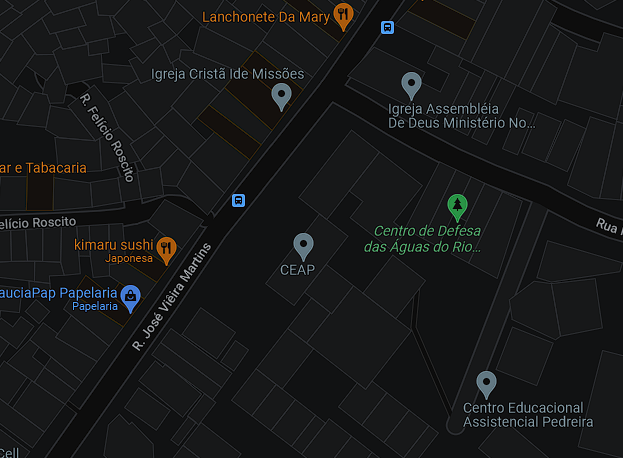 Lanchonete Da Mary
Igreja Cristã Ide Missões
Igreja Assembléia
De Deus Ministério No...
R. Felício Roscito
ar e Tabacaria
elício Roscito
Centro de Defesa
das Águas do Rio...
Rua
kimaru sushi
Japonesa
CEAP
R. José Viêira Martins
auciaPap Papelaria
Papelaria
Centro Educacional
Assistencial Pedreira
Cell